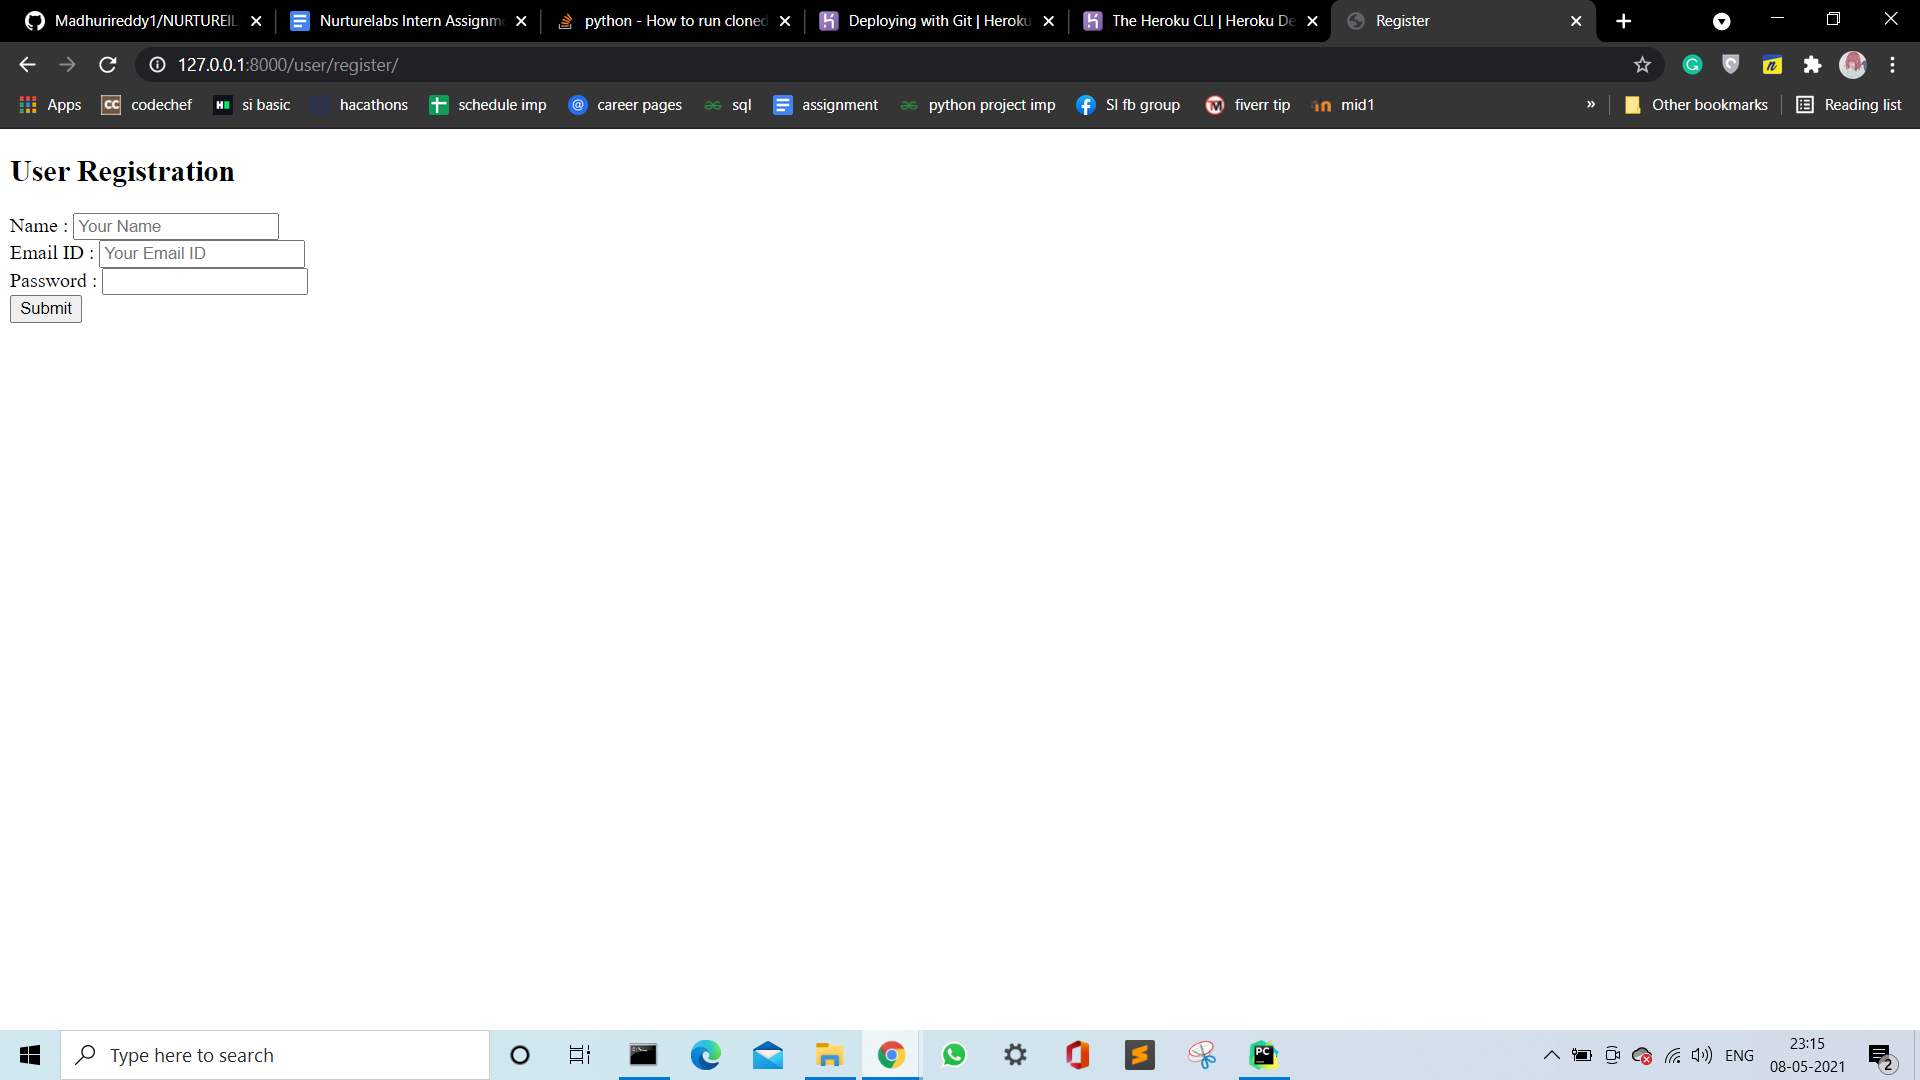 Madhurireddy1/NURTUREIL
Nurturelabs Intern Assignm
python - How to run cloned
Deploying with Git | Heroku
The Heroku CLI | Heroku De
Register
127.0.0.1:8000/user/register/
Apps
codechef
si basic
hacathons
schedule imp
career pages
sql
assignment
python project imp
SI fb group
fiverr tip
mid1
»
Other bookmarks
Reading list
User Registration
Name : Your Name
Email ID : Your Email ID
Password :
Submit
Type here to search
ENG
23:15
08-05-2021
2